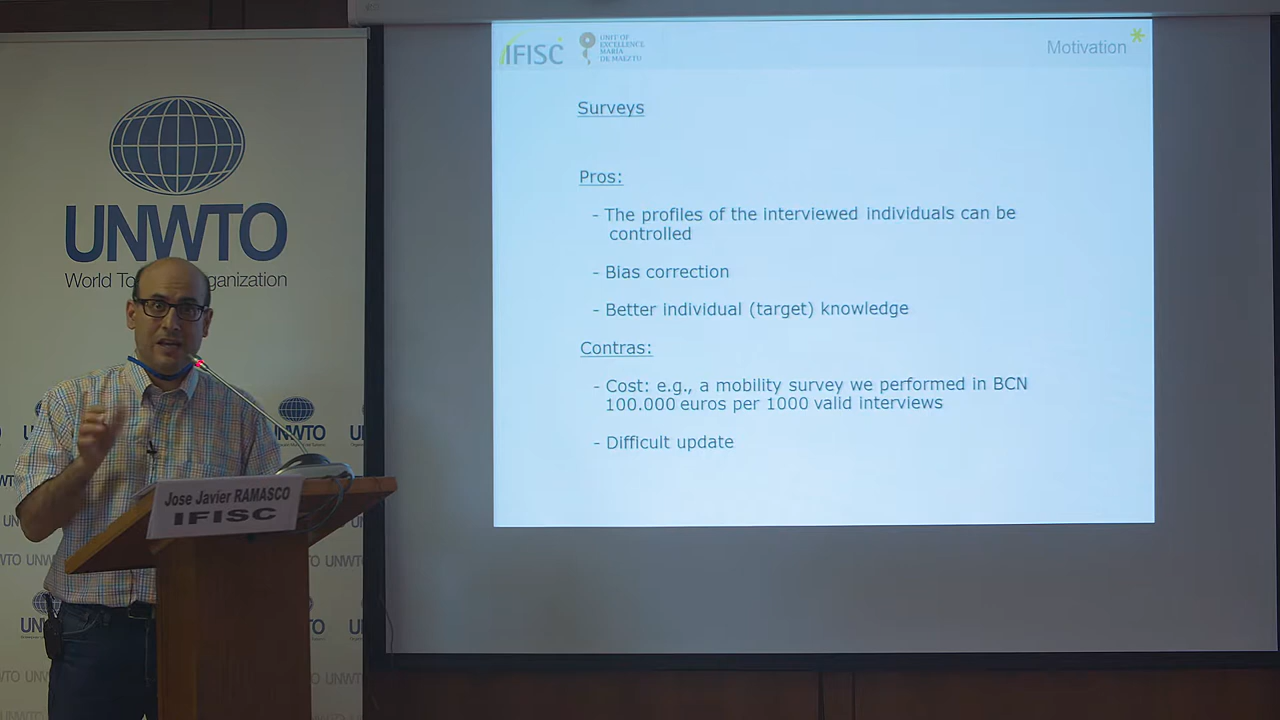 UNWTO
World To
ganization
Jose Javier RAMASCO
IFISC
IFISC
UNIT OF
EXCELLENCE
MARIA
DE MAEZTU
Motivation
Surveys
Pros:
- The profiles of the interviewed individuals can be
controlled
- Bias correction
- Better individual (target) knowledge
Contras:
- Cost: e.g., a mobility survey we performed in BCN
100.000 euros per 1000 valid interviews
- Difficult update